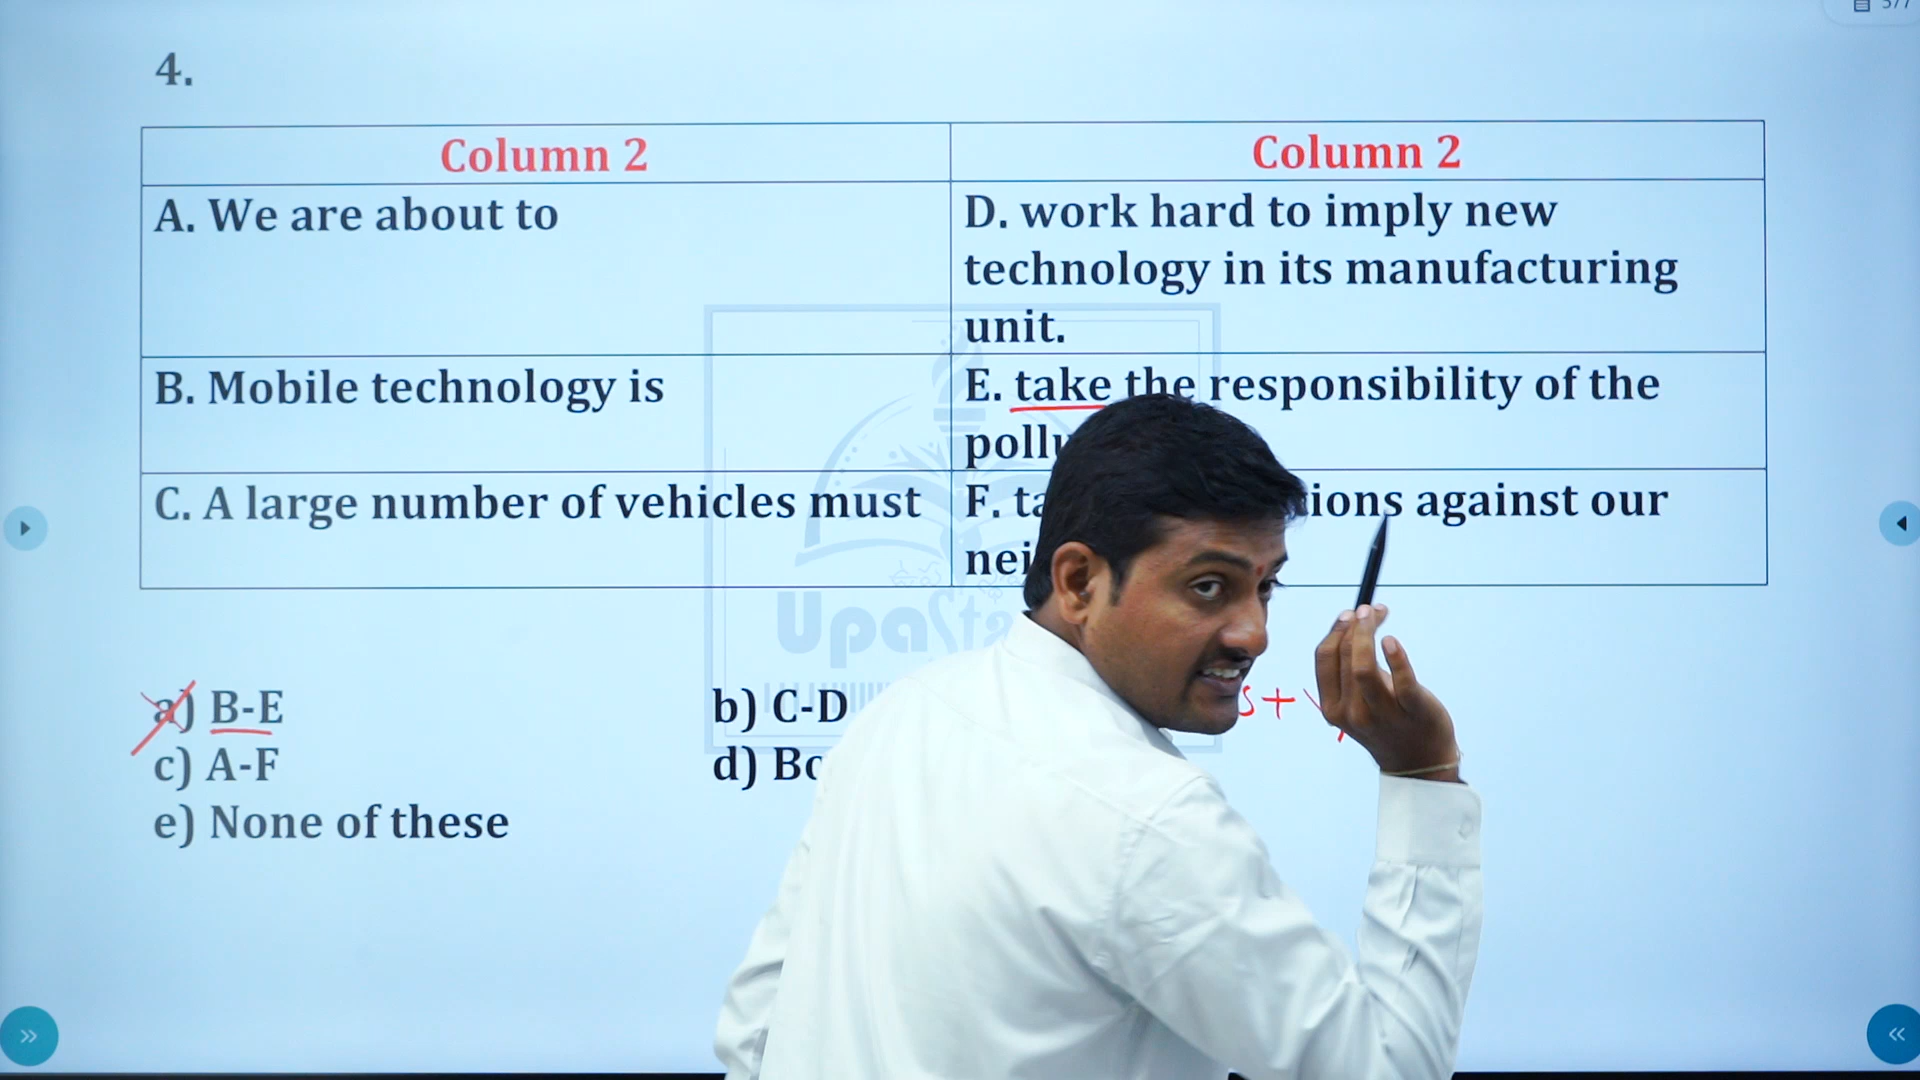 4.
Column 2 Column 2
A. We are about to
D. work hard to imply new
technology in its manufacturing
unit.
B. Mobile technology is
E. take the responsibility of the
C. A large number of vehicles must
F. against our
a) B-E b) C-D
c) A-F d)
e) None of these